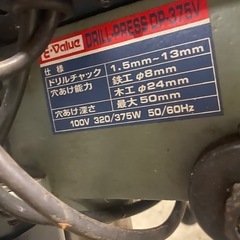 E-Value DRILL-PRESS DP-375V
仕様
ドリルチャック 1.5mm~13mm
穴あけ能力 鉄工 φ8mm
木工 φ24mm
穴あけ深さ 最大 50mm
100V 320/375W 50/60Hz